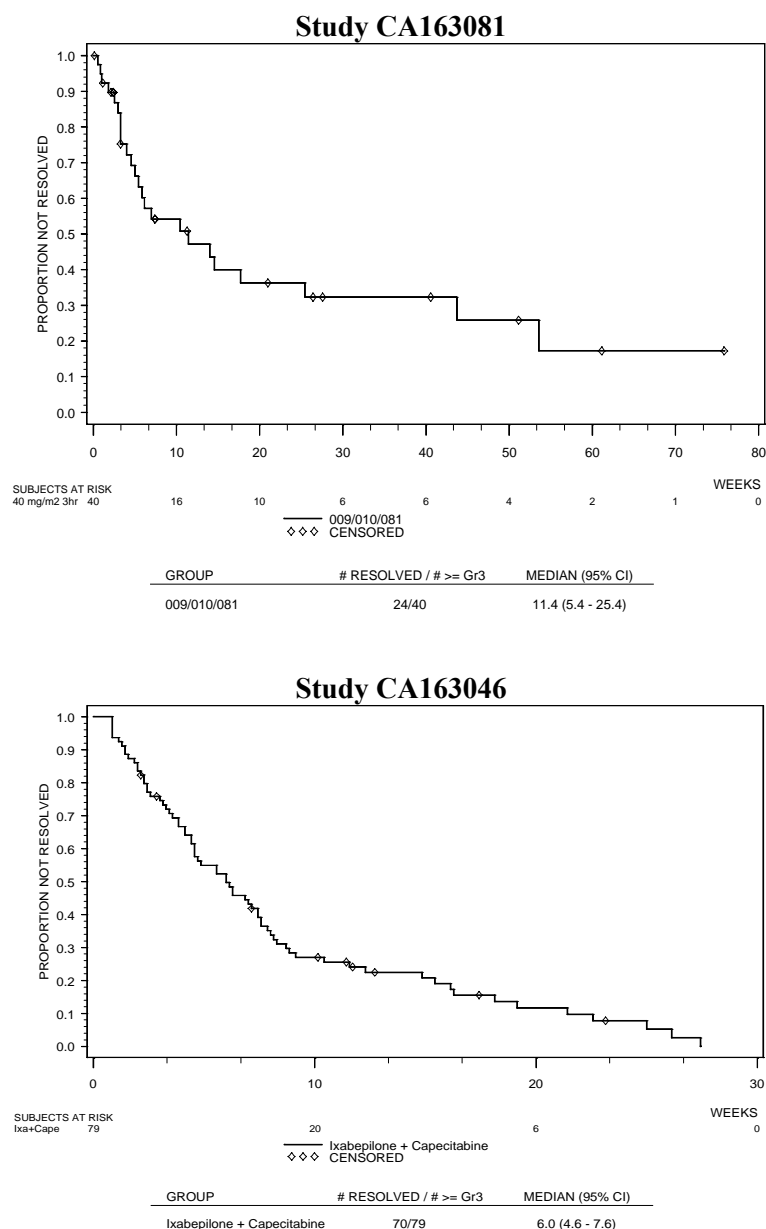 Study CA163081
1.0
0.9
0.8
0.7
0.6
0.5
0.4
0.3
0.2
0.1
0.0
PROPORTION NOT RESOLVED
0 10 20 30 40 50 60 70 80
WEEKS
SUBJECTS AT RISK
40 mg/m2 3hr 40 16 10 6 6 4 2 1 0
009/010/081
CENSORED
GROUP # RESOLVED / # >= Gr3 MEDIAN (95% CI)
009/010/081 24/40 11.4 (5.4 - 25.4)
Study CA163046
1.0
0.9
0.8
0.7
0.6
0.5
0.4
0.3
0.2
0.1
0.0
PROPORTION NOT RESOLVED
0 10 20 30
WEEKS
SUBJECTS AT RISK
Ixa+Cape 79 20 6 0
Ixabepilone + Capecitabine
CENSORED
GROUP # RESOLVED / # >= Gr3 MEDIAN (95% CI)
Ixabepilone + Capecitabine 70/79 6.0 (4.6 - 7.6)